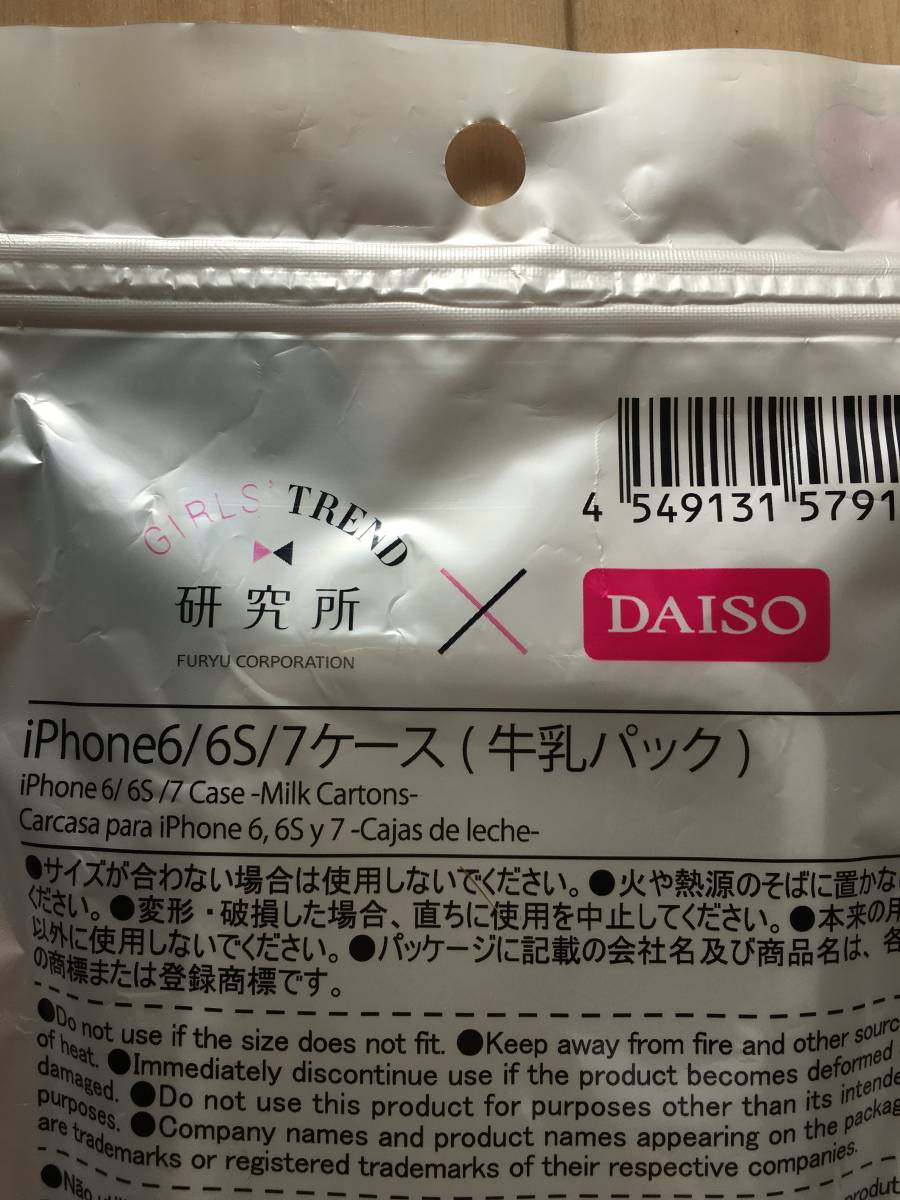 4 549131 5791
GIRLS' TREND
研究所
FURYU CORPORATION
DAISO
iPhone6/6S/7ケース(牛乳パック)
iPhone 6/ 6S /7 Case -Milk Cartons-
Carcasa para iPhone 6, 6S y 7 -Cajas de leche-
●サイズが合わない場合は使用しないでください。●火や熱源のそばに置かない
ください。●変形・破損した場合、直ちに使用を中止してください。●本来の用
以外に使用しないでください。●パッケージに記載の会社名及び商品名は、各
の商標または登録商標です。
●Do not use if the size does not fit. ●Keep away from fire and other sourc
of heat. ●Immediately discontinue use if the product becomes deformed
damaged. ●Do not use this product for purposes other than its intende
purposes. ●Company names and product names appearing on the packag
are trademarks or registered trademarks of their respective companies.
●Não